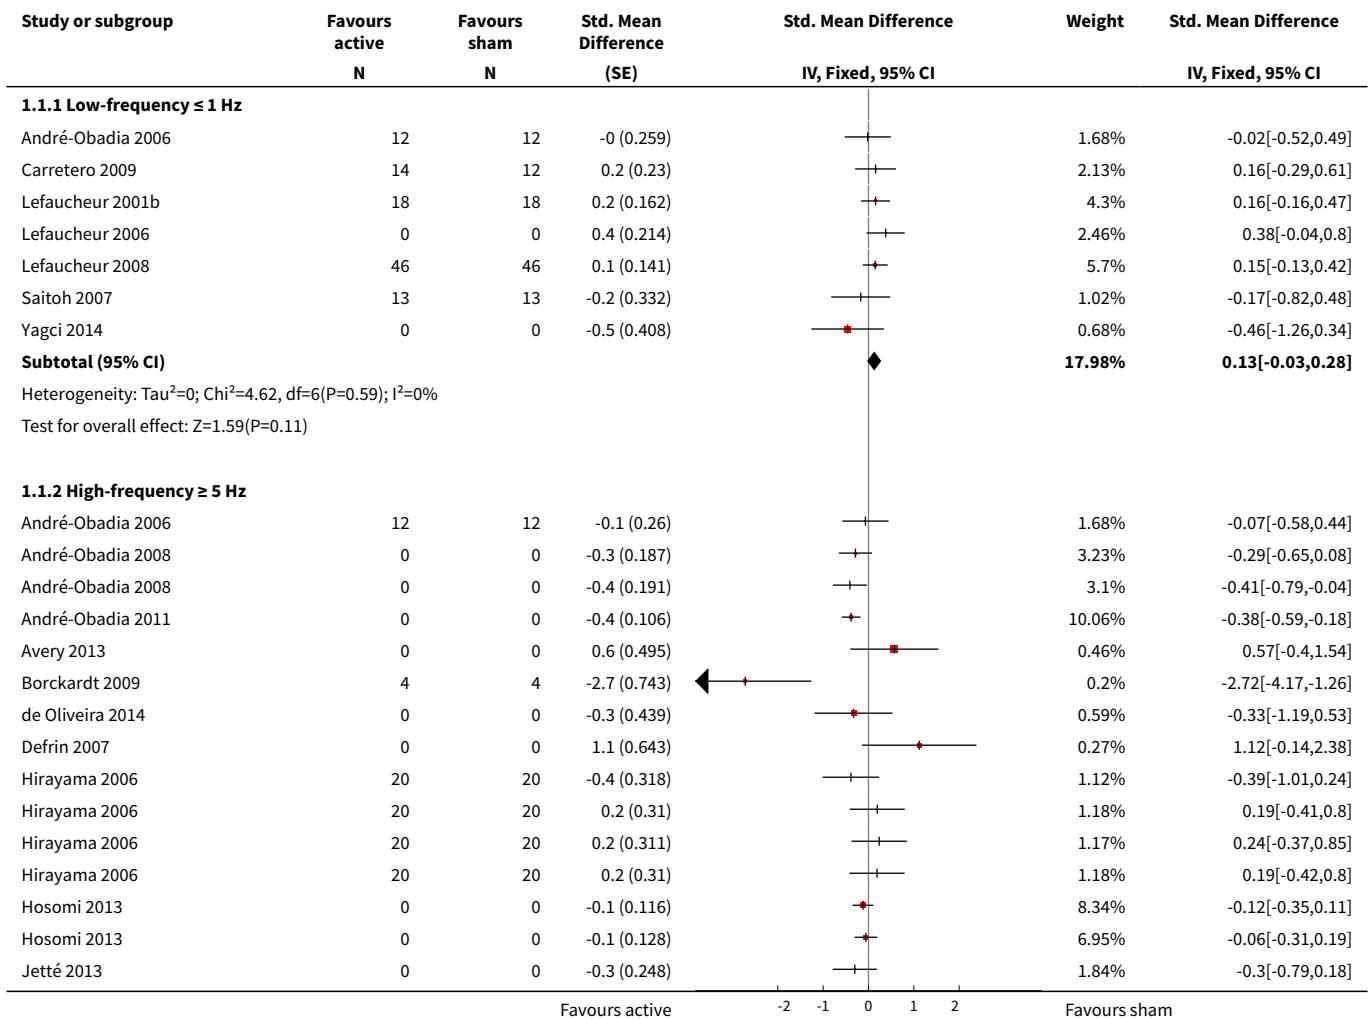 Study or subgroup Favours active Favours sham Std. Mean Difference Std. Mean Difference Weight Std. Mean Difference
N N (SE) IV, Fixed, 95% CI IV, Fixed, 95% CI
1.1.1 Low-frequency ≤ 1 Hz
André-Obadia 2006 12 12 -0 (0.259) 1.68% -0.02[-0.52,0.49]
Carretero 2009 14 12 0.2 (0.23) 2.13% 0.16[-0.29,0.61]
Lefaucheur 2001b 18 18 0.2 (0.162) 4.3% 0.16[-0.16,0.47]
Lefaucheur 2006 0 0 0.4 (0.214) 2.46% 0.38[-0.04,0.8]
Lefaucheur 2008 46 46 0.1 (0.141) 5.7% 0.15[-0.13,0.42]
Saitoh 2007 13 13 -0.2 (0.332) 1.02% -0.17[-0.82,0.48]
Yagci 2014 0 0 -0.5 (0.408) 0.68% -0.46[-1.26,0.34]
Subtotal (95% CI) 17.98% 0.13[-0.03,0.28]
Heterogeneity: Tau²=0; Chi²=4.62, df=6(P=0.59); I²=0%
Test for overall effect: Z=1.59(P=0.11)
1.1.2 High-frequency ≥ 5 Hz
André-Obadia 2006 12 12 -0.1 (0.26) 1.68% -0.07[-0.58,0.44]
André-Obadia 2008 0 0 -0.3 (0.187) 3.23% -0.29[-0.65,0.08]
André-Obadia 2008 0 0 -0.4 (0.191) 3.1% -0.41[-0.79,-0.04]
André-Obadia 2011 0 0 -0.4 (0.106) 10.06% -0.38[-0.59,-0.18]
Avery 2013 0 0 0.6 (0.495) 0.46% 0.57[-0.4,1.54]
Borckardt 2009 4 4 -2.7 (0.743) 0.2% -2.72[-4.17,-1.26]
de Oliveira 2014 0 0 -0.3 (0.439) 0.59% -0.33[-1.19,0.53]
Defrin 2007 0 0 1.1 (0.643) 0.27% 1.12[-0.14,2.38]
Hirayama 2006 20 20 -0.4 (0.318) 1.12% -0.39[-1.01,0.24]
Hirayama 2006 20 20 0.2 (0.31) 1.18% 0.19[-0.41,0.8]
Hirayama 2006 20 20 0.2 (0.311) 1.17% 0.24[-0.37,0.85]
Hirayama 2006 20 20 0.2 (0.31) 1.18% 0.19[-0.42,0.8]
Hosomi 2013 0 0 -0.1 (0.116) 8.34% -0.12[-0.35,0.11]
Hosomi 2013 0 0 -0.1 (0.128) 6.95% -0.06[-0.31,0.19]
Jetté 2013 0 0 -0.3 (0.248) 1.84% -0.3[-0.79,0.18]
Favours active -2 -1 0 1 2 Favours sham